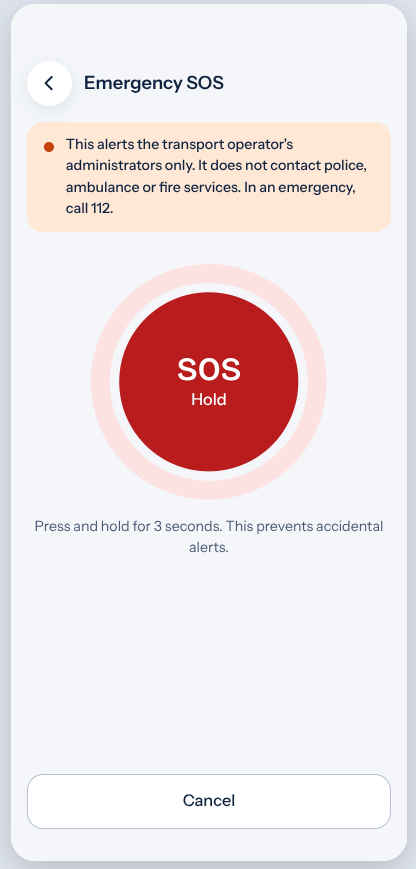 Emergency SOS
This alerts the transport operator's
administrators only. It does not contact police,
ambulance or fire services. In an emergency,
call 112.
SOS
Hold
Press and hold for 3 seconds. This prevents accidental
alerts.
Cancel